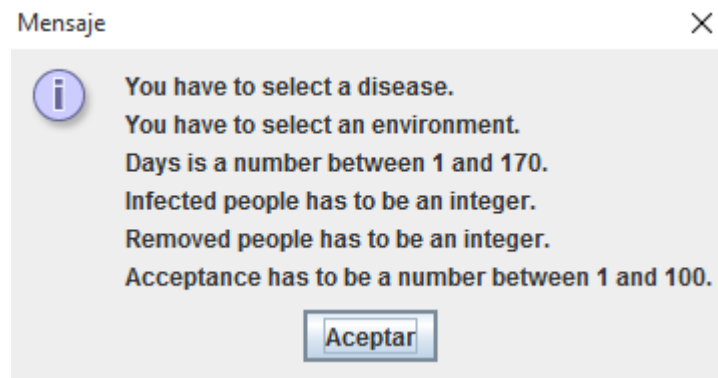 Mensaje
You have to select a disease.
You have to select an environment.
Days is a number between 1 and 170.
Infected people has to be an integer.
Removed people has to be an integer.
Acceptance has to be a number between 1 and 100.
Aceptar